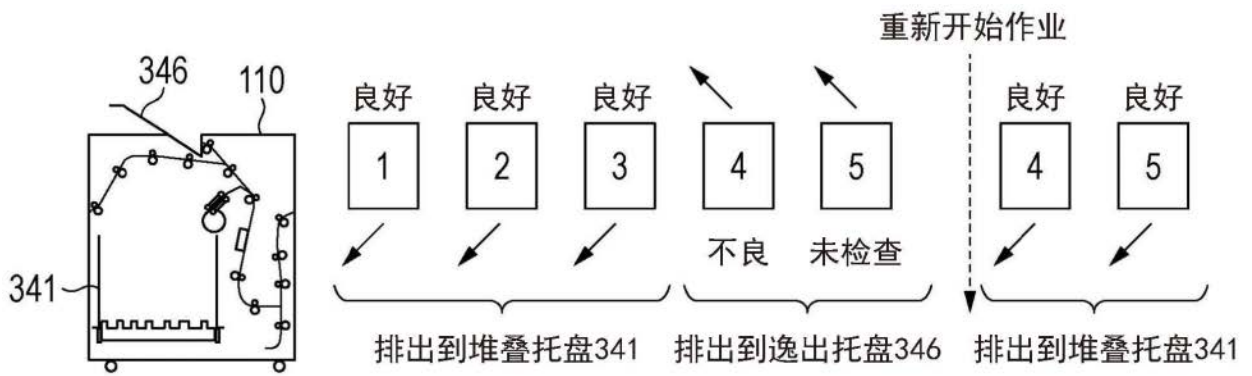 重新开始作业
346
110
良好
良好
良好
良好
良好
1
2
3
4
5
4
5
不良
未检查
341
排出到堆叠托盘341
排出到逸出托盘346
排出到堆叠托盘341